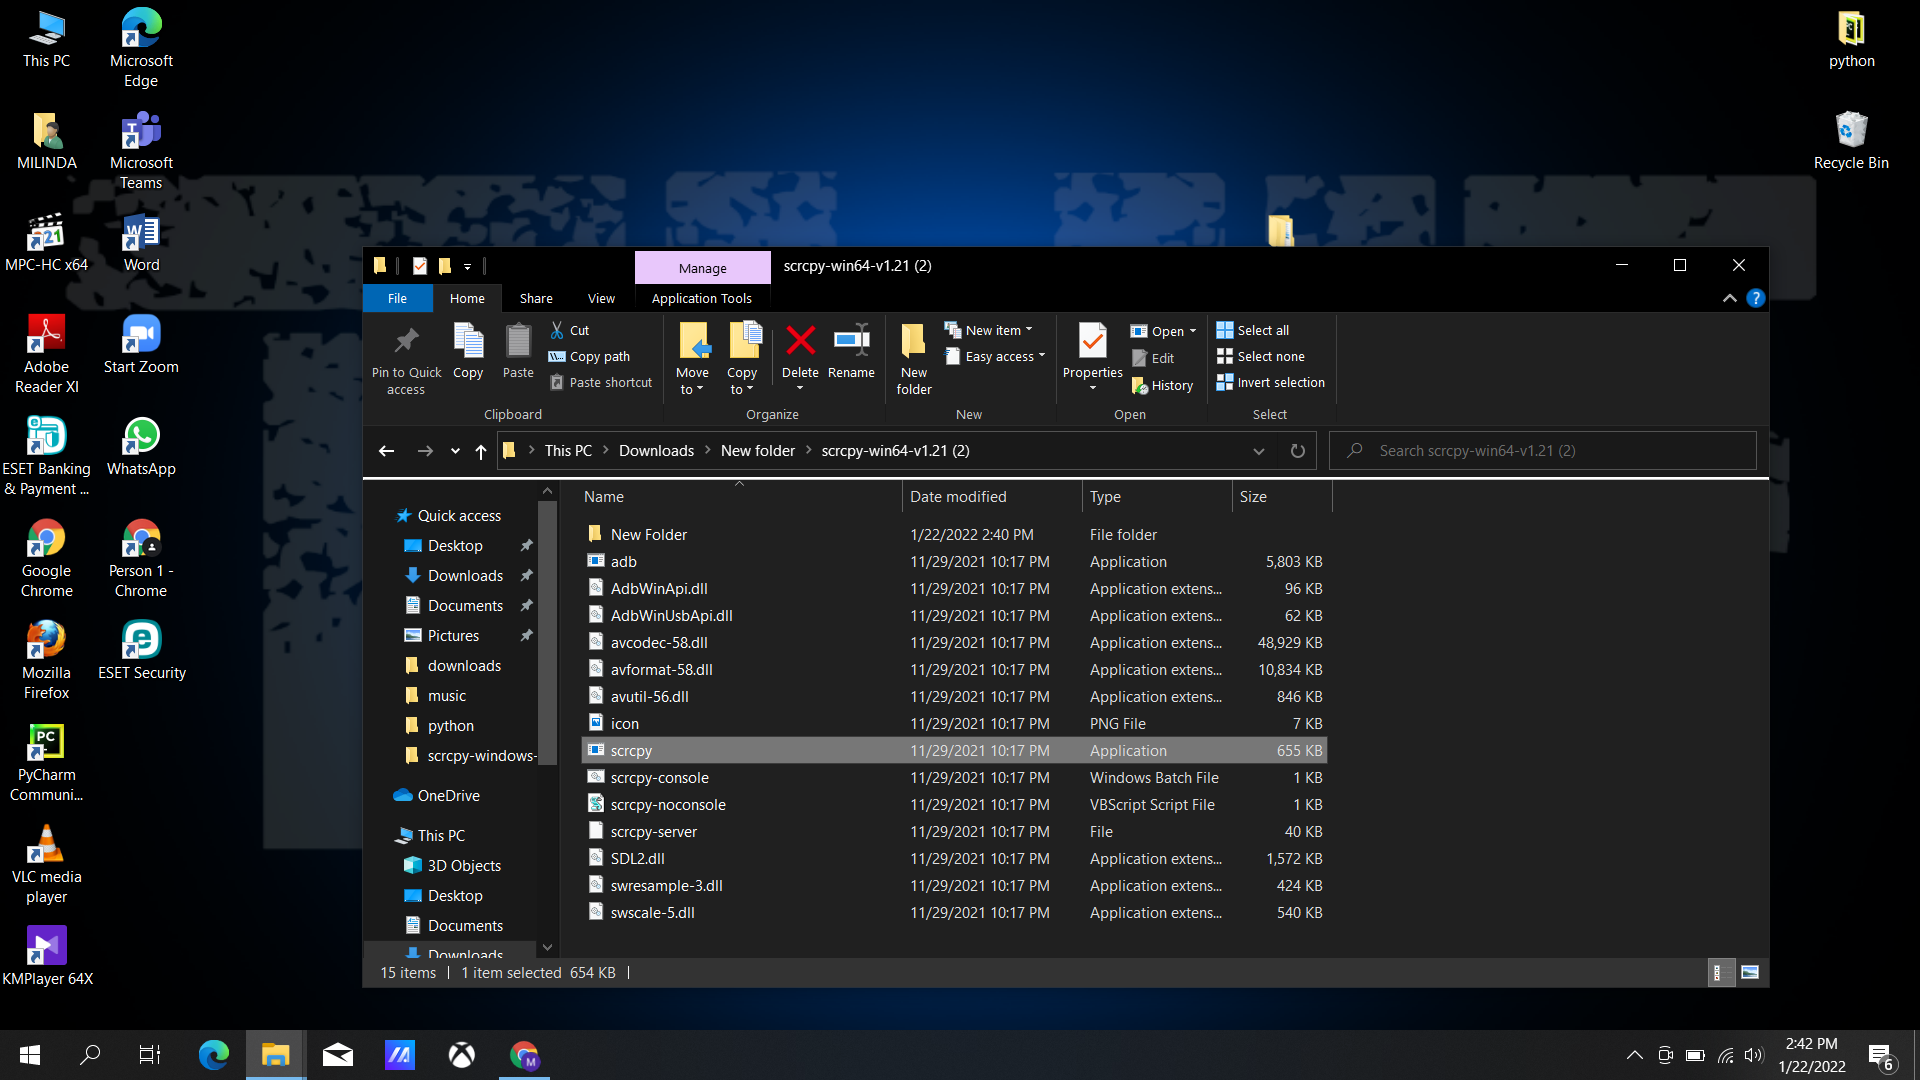 This PC
Microsoft
Edge
MILINDA
Microsoft
Teams
MPC-HC x64
Word
Adobe
Reader XI
Start Zoom
ESET Banking
& Payment ...
WhatsApp
Google
Chrome
Person 1 -
Chrome
Mozilla
Firefox
ESET Security
PyCharm
Communi...
VLC media
player
KMPlayer 64X
python
Recycle Bin
Manage
scrcpy-win64-v1.21 (2)
File
Home
Share
View
Application Tools
Pin to Quick
access
Copy
Paste
Cut
Copy path
Paste shortcut
Clipboard
Move
to
Copy
to
Delete
Rename
Organize
New
folder
New item
Easy access
New
Properties
Open
Edit
History
Open
Select all
Select none
Invert selection
Select
This PC
Downloads
New folder
scrcpy-win64-v1.21 (2)
Search scrcpy-win64-v1.21 (2)
Quick access
Desktop
Downloads
Documents
Pictures
downloads
music
python
scrcpy-windows-
OneDrive
This PC
3D Objects
Desktop
Documents
Downloads
Name Date modified Type Size
New Folder 1/22/2022 2:40 PM File folder
adb 11/29/2021 10:17 PM Application 5,803 KB
AdbWinApi.dll 11/29/2021 10:17 PM Application extens... 96 KB
AdbWinUsbApi.dll 11/29/2021 10:17 PM Application extens... 62 KB
avcodec-58.dll 11/29/2021 10:17 PM Application extens... 48,929 KB
avformat-58.dll 11/29/2021 10:17 PM Application extens... 10,834 KB
avutil-56.dll 11/29/2021 10:17 PM Application extens... 846 KB
icon 11/29/2021 10:17 PM PNG File 7 KB
scrcpy 11/29/2021 10:17 PM Application 655 KB
scrcpy-console 11/29/2021 10:17 PM Windows Batch File 1 KB
scrcpy-noconsole 11/29/2021 10:17 PM VBScript Script File 1 KB
scrcpy-server 11/29/2021 10:17 PM File 40 KB
SDL2.dll 11/29/2021 10:17 PM Application extens... 1,572 KB
swresample-3.dll 11/29/2021 10:17 PM Application extens... 424 KB
swscale-5.dll 11/29/2021 10:17 PM Application extens... 540 KB
15 items 1 item selected 654 KB
2:42 PM
1/22/2022
6